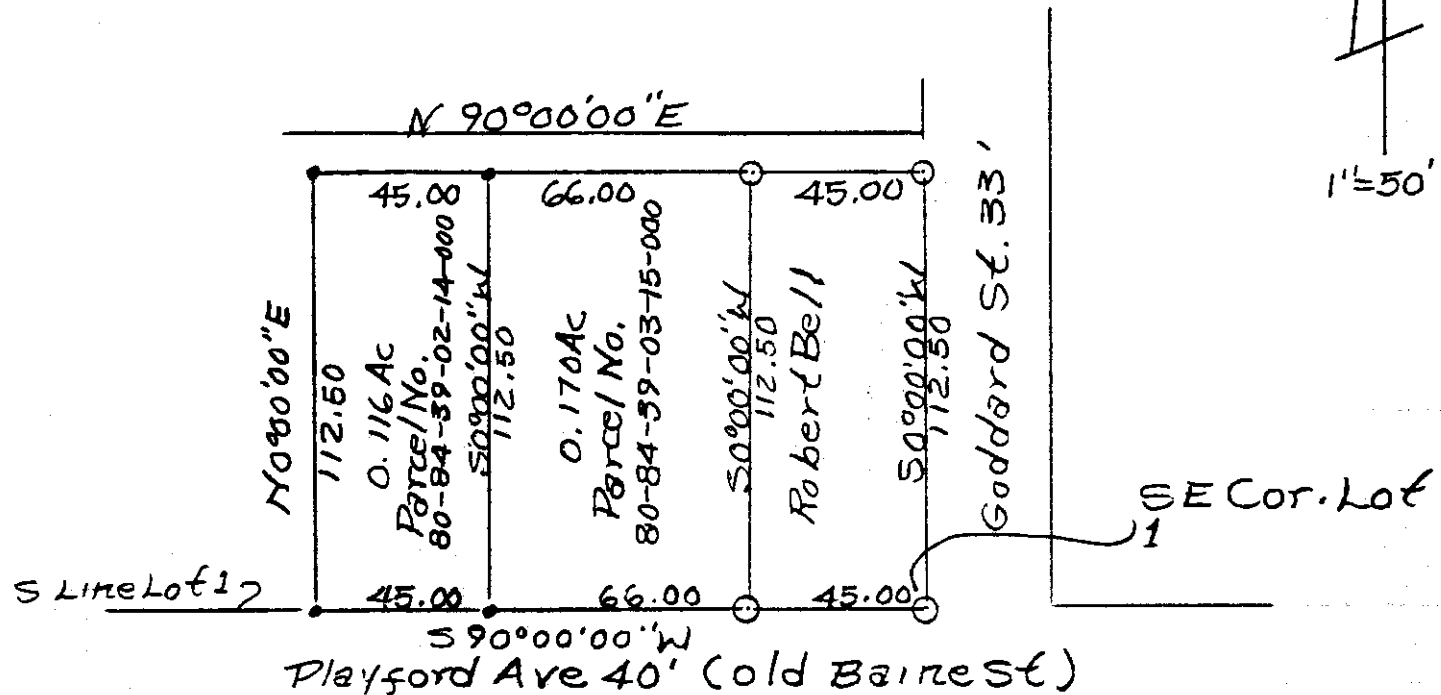 N 90°00'00"E
1"=50'
45.00
66.00
45.00
N0°00'00"E
112.50
0.116Ac
Parcel No.
80-84-39-02-14-000
S0°00'00"W
112.50
0.170Ac
Parcel No.
80-84-39-03-15-000
S0°00'00"W
112.50
Robert Bell
S0°00'00"W
112.50
Goddard St. 33'
SE Cor. Lot
1
S Line Lot 1
45.00
66.00
45.00
S 90°00'00"W
Playford Ave 40' (old Baine St)